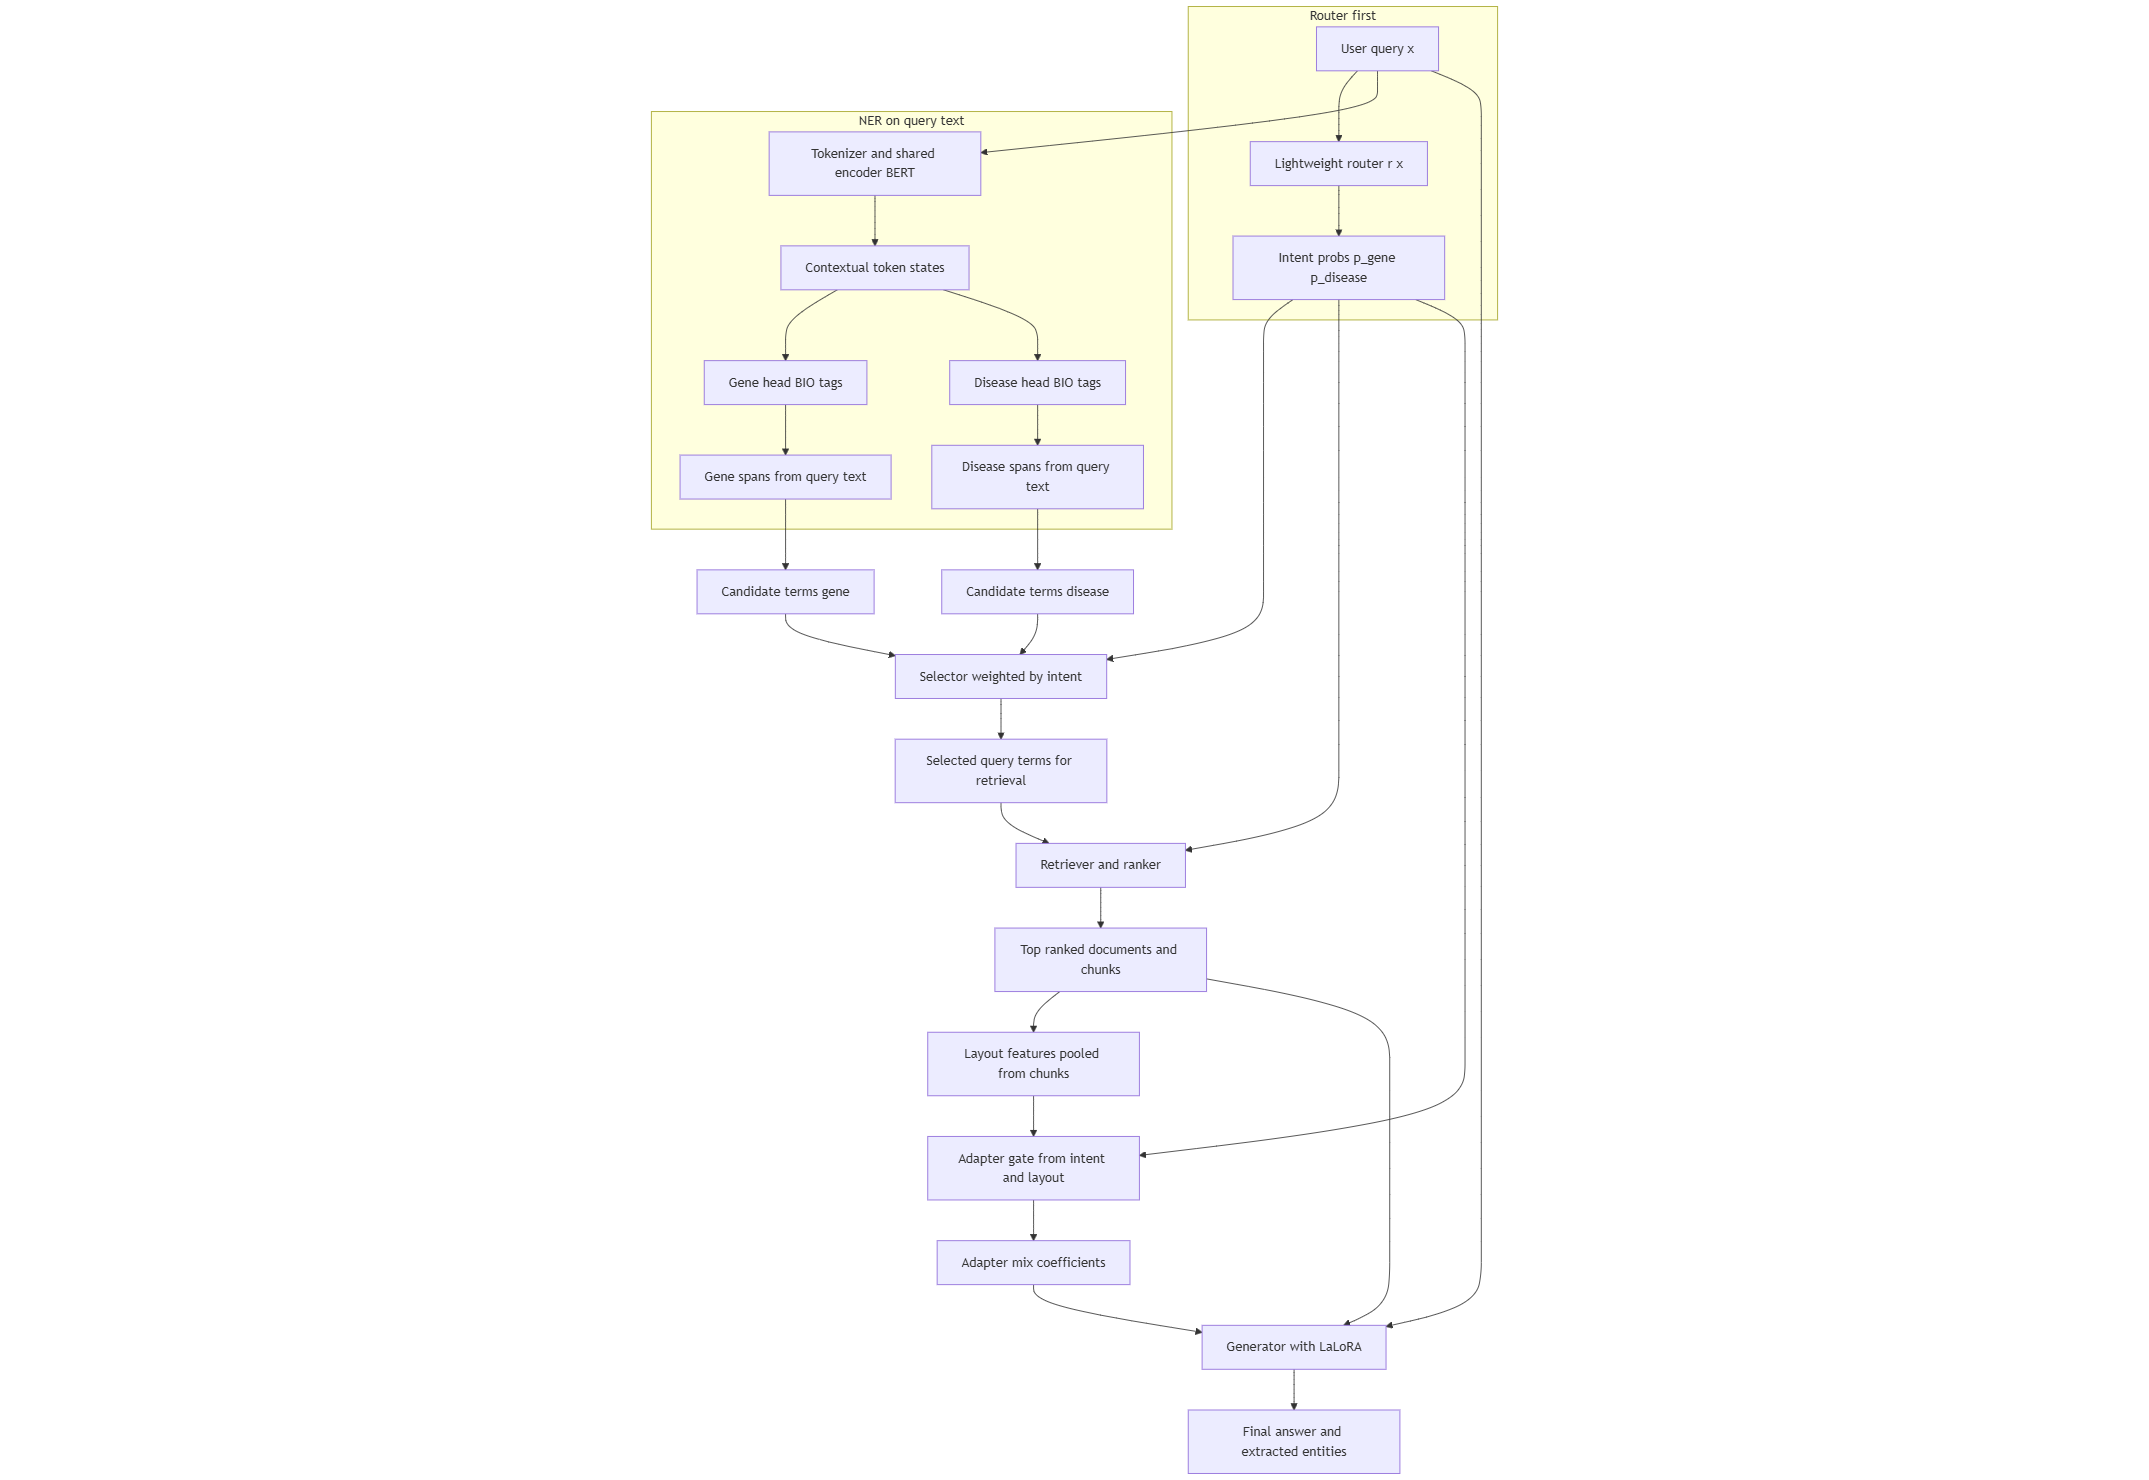 Router first
User query x
NER on query text
Tokenizer and shared
encoder BERT
Lightweight router r x
Contextual token states
Intent probs p_gene
p_disease
Gene head BIO tags
Disease head BIO tags
Gene spans from query text
Disease spans from query
text
Candidate terms gene
Candidate terms disease
Selector weighted by intent
Selected query terms for
retrieval
Retriever and ranker
Top ranked documents and
chunks
Layout features pooled
from chunks
Adapter gate from intent
and layout
Adapter mix coefficients
Generator with LaLoRA
Final answer and
extracted entities